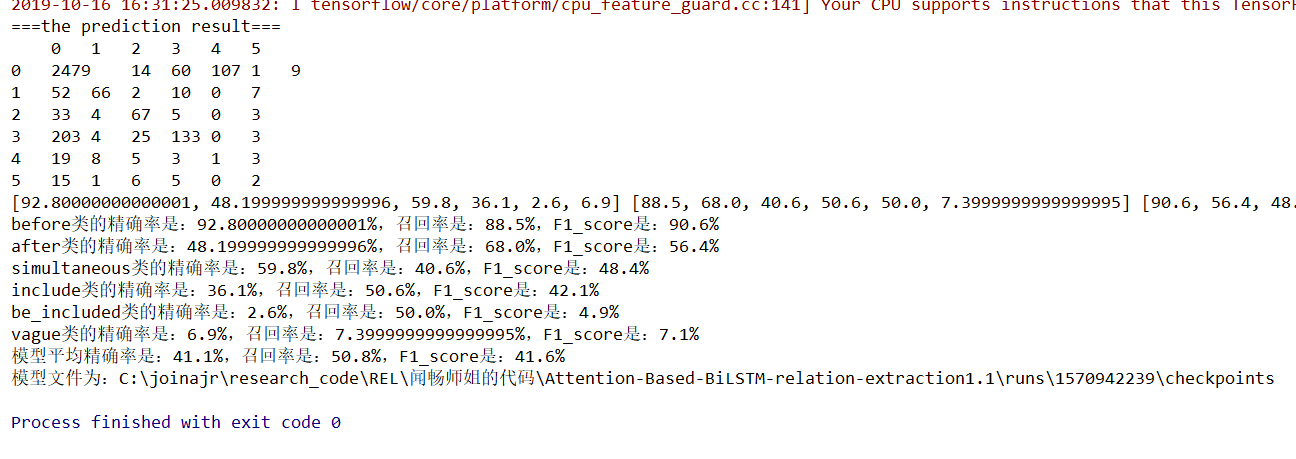 2019-10-16 16:31:25.009832: I tensorflow/core/platform/cpu_feature_guard.cc:141] Your CPU supports instructions that this TensorF
===the prediction result===
0 1 2 3 4 5
0 2479 14 60 107 1 9
1 52 66 2 10 0 7
2 33 4 67 5 0 3
3 203 4 25 133 0 3
4 19 8 5 3 1 3
5 15 1 6 5 0 2
[92.80000000000001, 48.199999999999996, 59.8, 36.1, 2.6, 6.9] [88.5, 68.0, 40.6, 50.6, 50.0, 7.3999999999999995] [90.6, 56.4, 48.
before类的精确率是：92.80000000000001%，召回率是：88.5%，F1_score是：90.6%
after类的精确率是：48.199999999999996%，召回率是：68.0%，F1_score是：56.4%
simultaneous类的精确率是：59.8%，召回率是：40.6%，F1_score是：48.4%
include类的精确率是：36.1%，召回率是：50.6%，F1_score是：42.1%
be_included类的精确率是：2.6%，召回率是：50.0%，F1_score是：4.9%
vague类的精确率是：6.9%，召回率是：7.3999999999999995%，F1_score是：7.1%
模型平均精确率是：41.1%，召回率是：50.8%，F1_score是：41.6%
模型文件为：C:\joinajr\research_code\REL\闻畅师姐的代码\Attention-Based-BiLSTM-relation-extraction1.1\runs\1570942239\checkpoints
Process finished with exit code 0